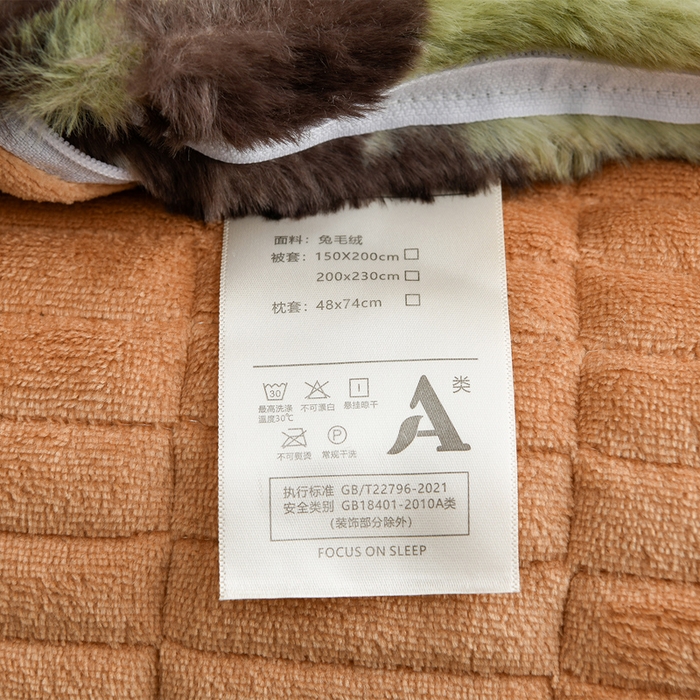 面料：兔毛绒
被套：150X200cm
200x230cm
枕套：48x74cm
A类
30 P
最高洗涤温度30℃ 不可漂白 悬挂晾干
不可熨烫 常规干洗
执行标准 GB/T22796-2021
安全类别 GB18401-2010A类
(装饰部分除外)
FOCUS ON SLEEP